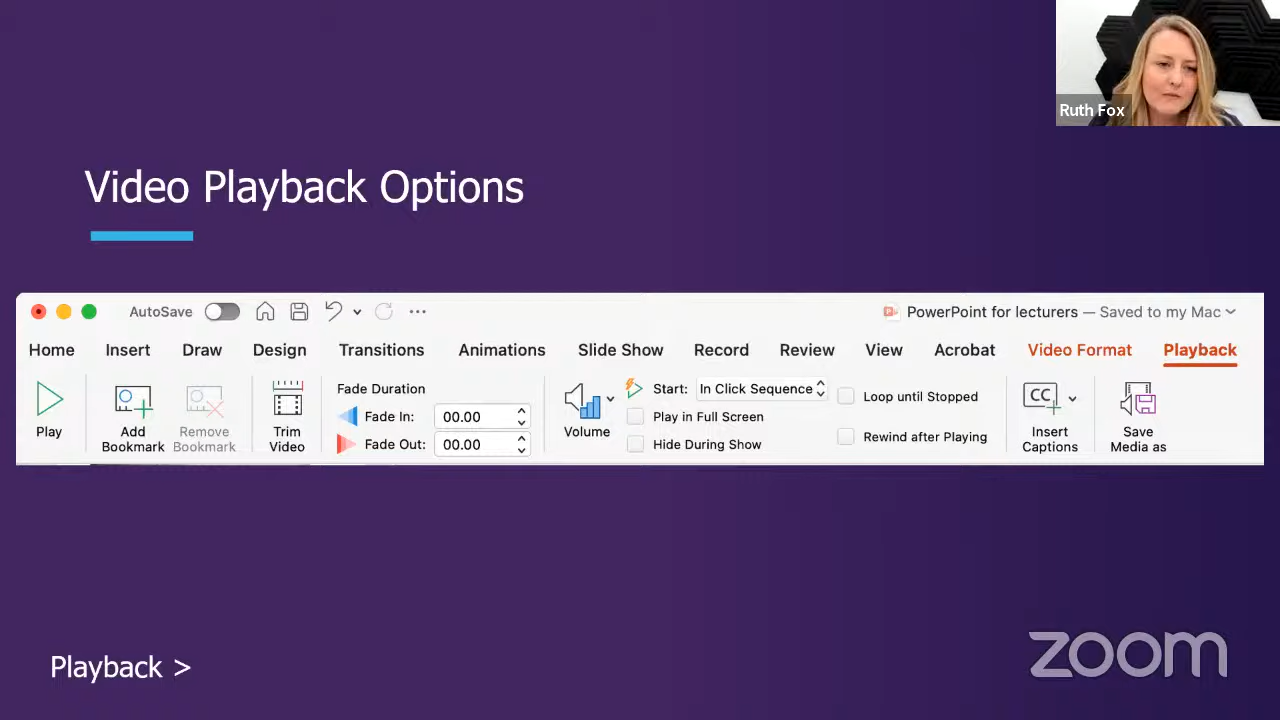 Ruth Fox
Video Playback Options
AutoSave
PowerPoint for lecturers — Saved to my Mac
Home Insert Draw Design Transitions Animations Slide Show Record Review View Acrobat Video Format Playback
Play
Add
Bookmark
Remove
Bookmark
Trim
Video
Fade Duration
Fade In: 00.00
Fade Out: 00.00
Volume
Start: In Click Sequence
Play in Full Screen
Hide During Show
Loop until Stopped
Rewind after Playing
CC
Insert
Captions
Save
Media as
Playback >
zoom